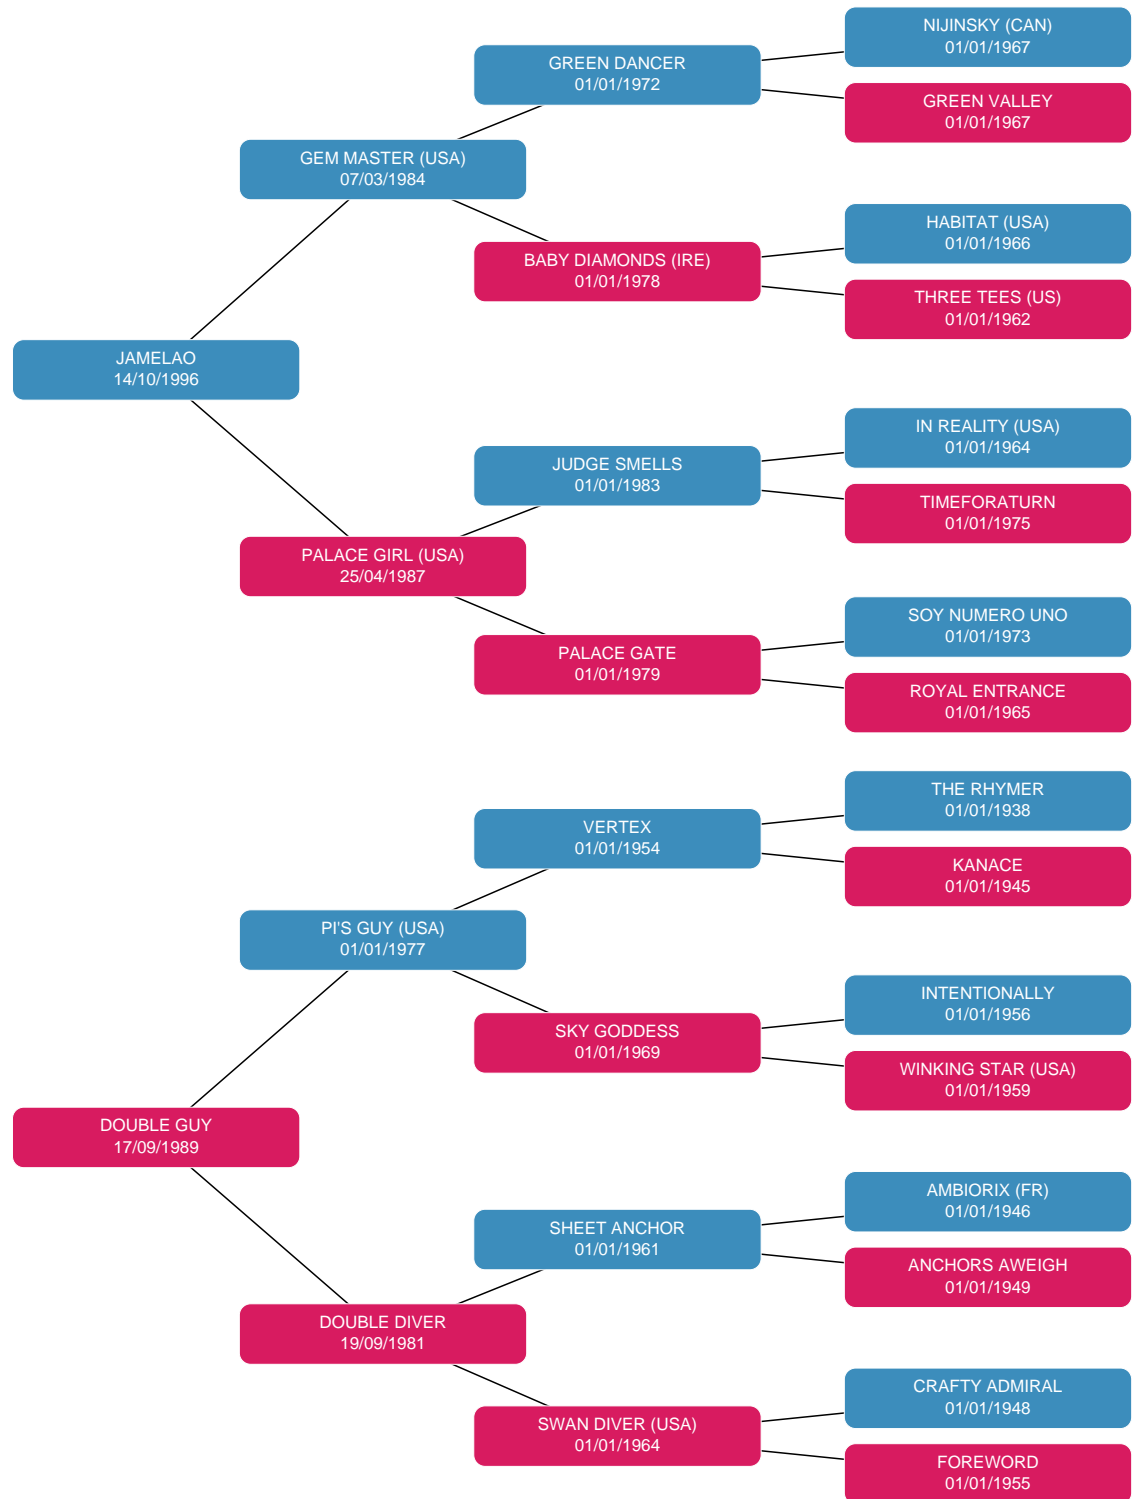 NIJINSKY (CAN)
01/01/1967
GREEN DANCER
01/01/1972
GREEN VALLEY
01/01/1967
GEM MASTER (USA)
07/03/1984
HABITAT (USA)
01/01/1966
BABY DIAMONDS (IRE)
01/01/1978
THREE TEES (US)
01/01/1962
JAMELAO
14/10/1996
IN REALITY (USA)
01/01/1964
JUDGE SMELLS
01/01/1983
TIMEFORATURN
01/01/1975
PALACE GIRL (USA)
25/04/1987
SOY NUMERO UNO
01/01/1973
PALACE GATE
01/01/1979
ROYAL ENTRANCE
01/01/1965
THE RHYMER
01/01/1938
VERTEX
01/01/1954
KANACE
01/01/1945
PI'S GUY (USA)
01/01/1977
INTENTIONALLY
01/01/1956
SKY GODDESS
01/01/1969
WINKING STAR (USA)
01/01/1959
DOUBLE GUY
17/09/1989
AMBIORIX (FR)
01/01/1946
SHEET ANCHOR
01/01/1961
ANCHORS AWEIGH
01/01/1949
DOUBLE DIVER
19/09/1981
CRAFTY ADMIRAL
01/01/1948
SWAN DIVER (USA)
01/01/1964
FOREWORD
01/01/1955